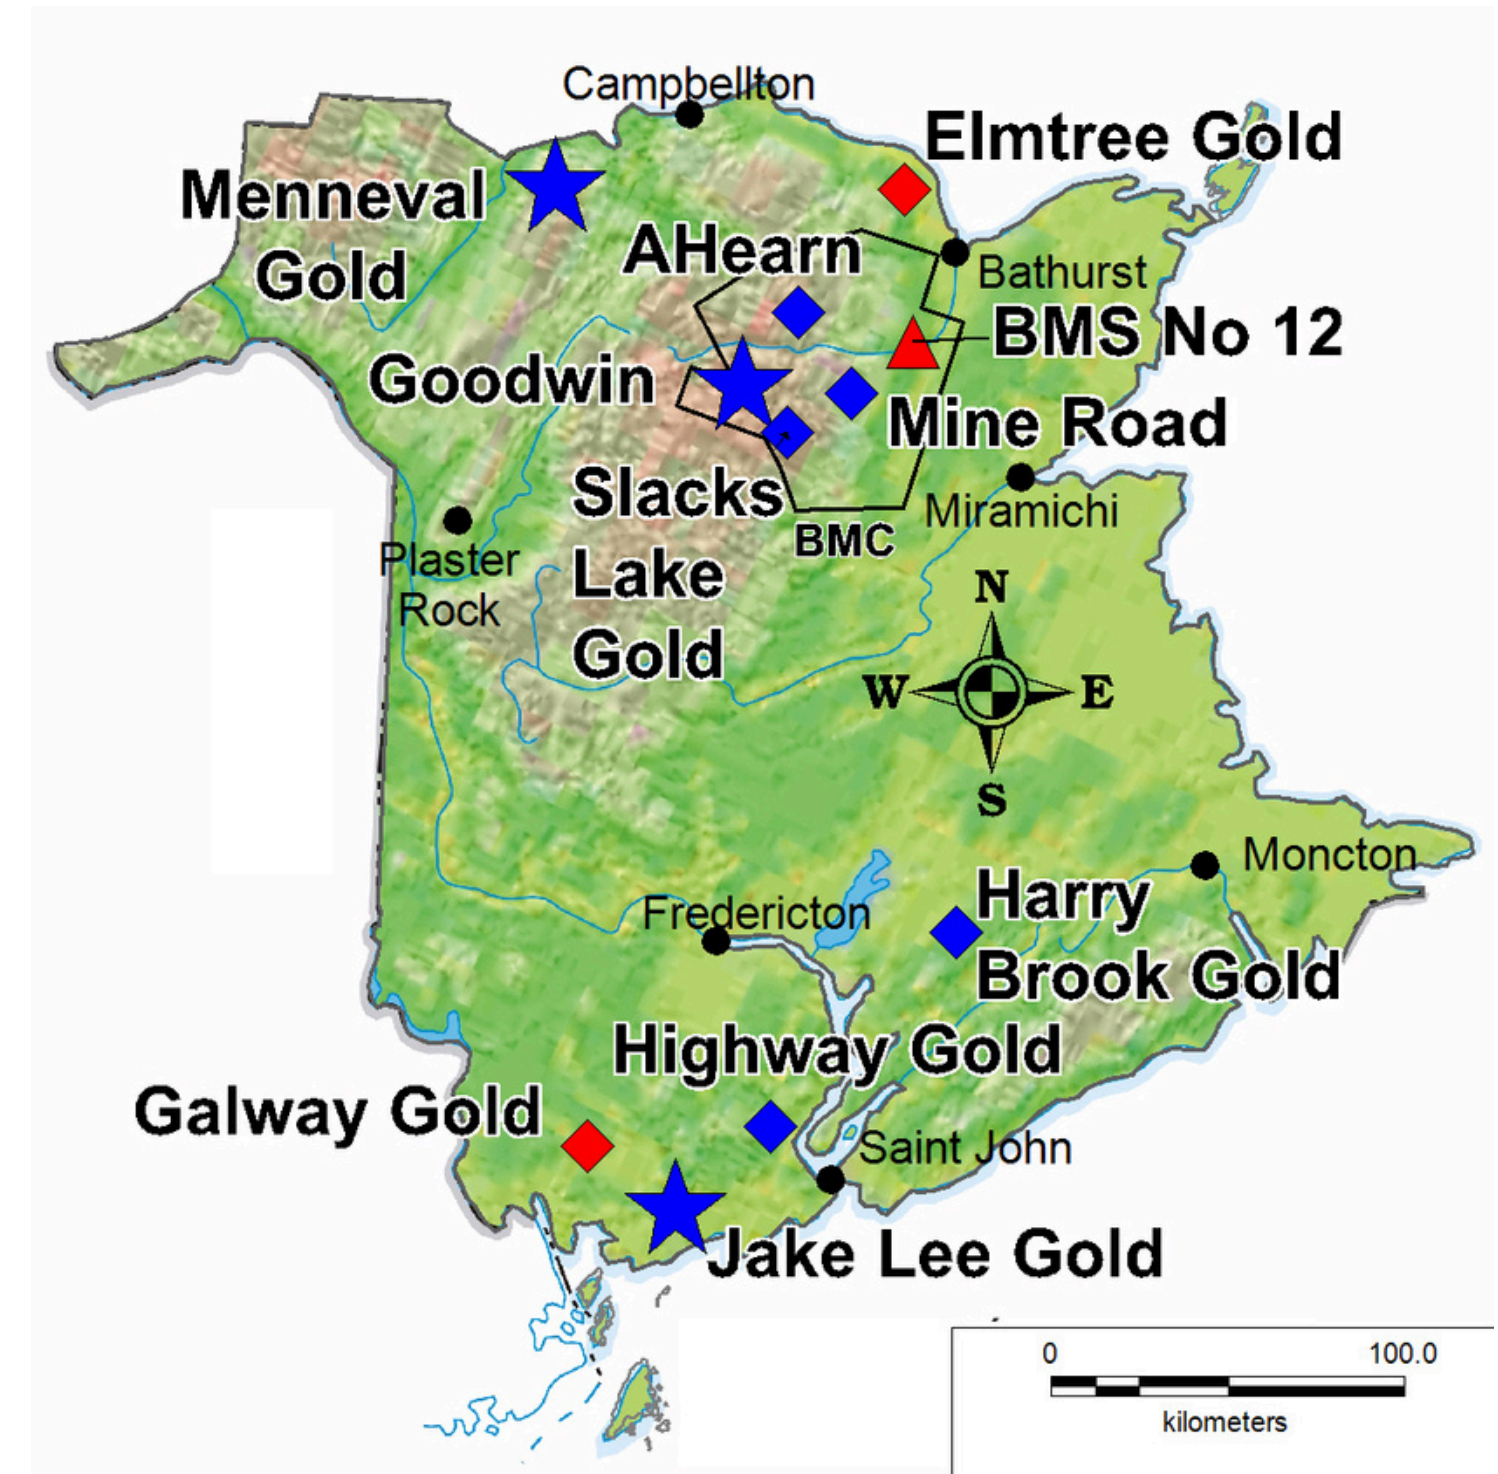 Campbellton
Elmtree Gold
Menneval
Gold
AHearn
Bathurst
BMS No 12
Goodwin
Mine Road
Slacks
Lake
Gold
Miramichi
BMC
Plaster
Rock
N
W
E
S
Moncton
Harry
Brook Gold
Fredericton
Highway Gold
Galway Gold
Saint John
Jake Lee Gold
0
100.0
kilometers